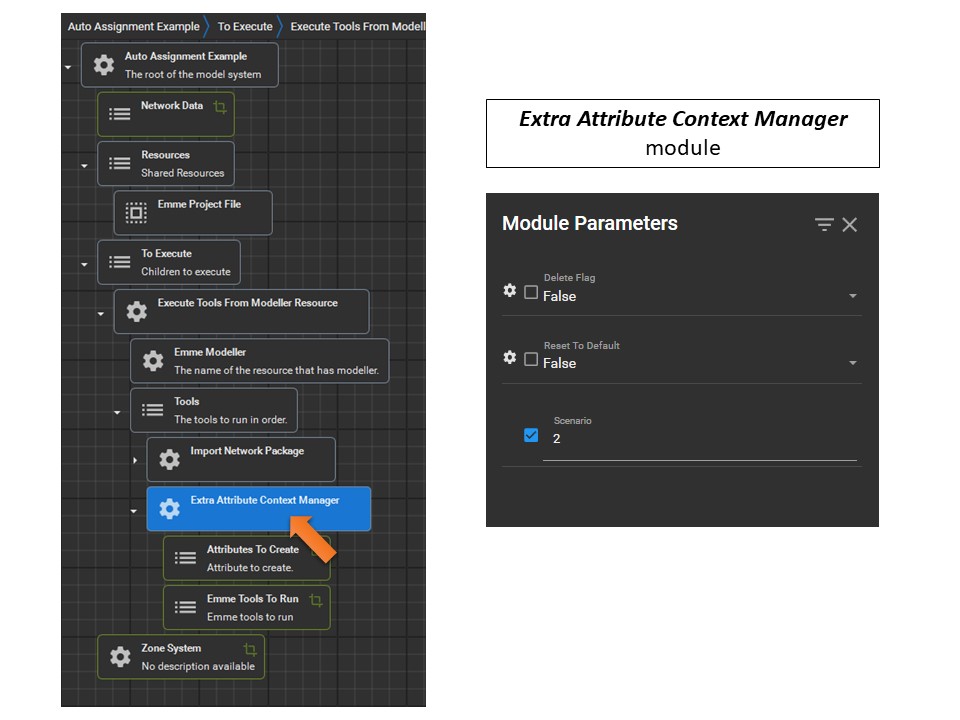 Auto Assignment Example
To Execute
Execute Tools From Modell
Auto Assignment Example
The root of the model system
Network Data
Resources
Shared Resources
Emme Project File
To Execute
Children to execute
Execute Tools From Modeller Resource
Emme Modeller
The name of the resource that has modeller.
Tools
The tools to run in order.
Import Network Package
Extra Attribute Context Manager
Attributes To Create
Attribute to create.
Emme Tools To Run
Emme tools to run
Zone System
No description available
Extra Attribute Context Manager
module
Module Parameters
Delete Flag
False
Reset To Default
False
Scenario
2